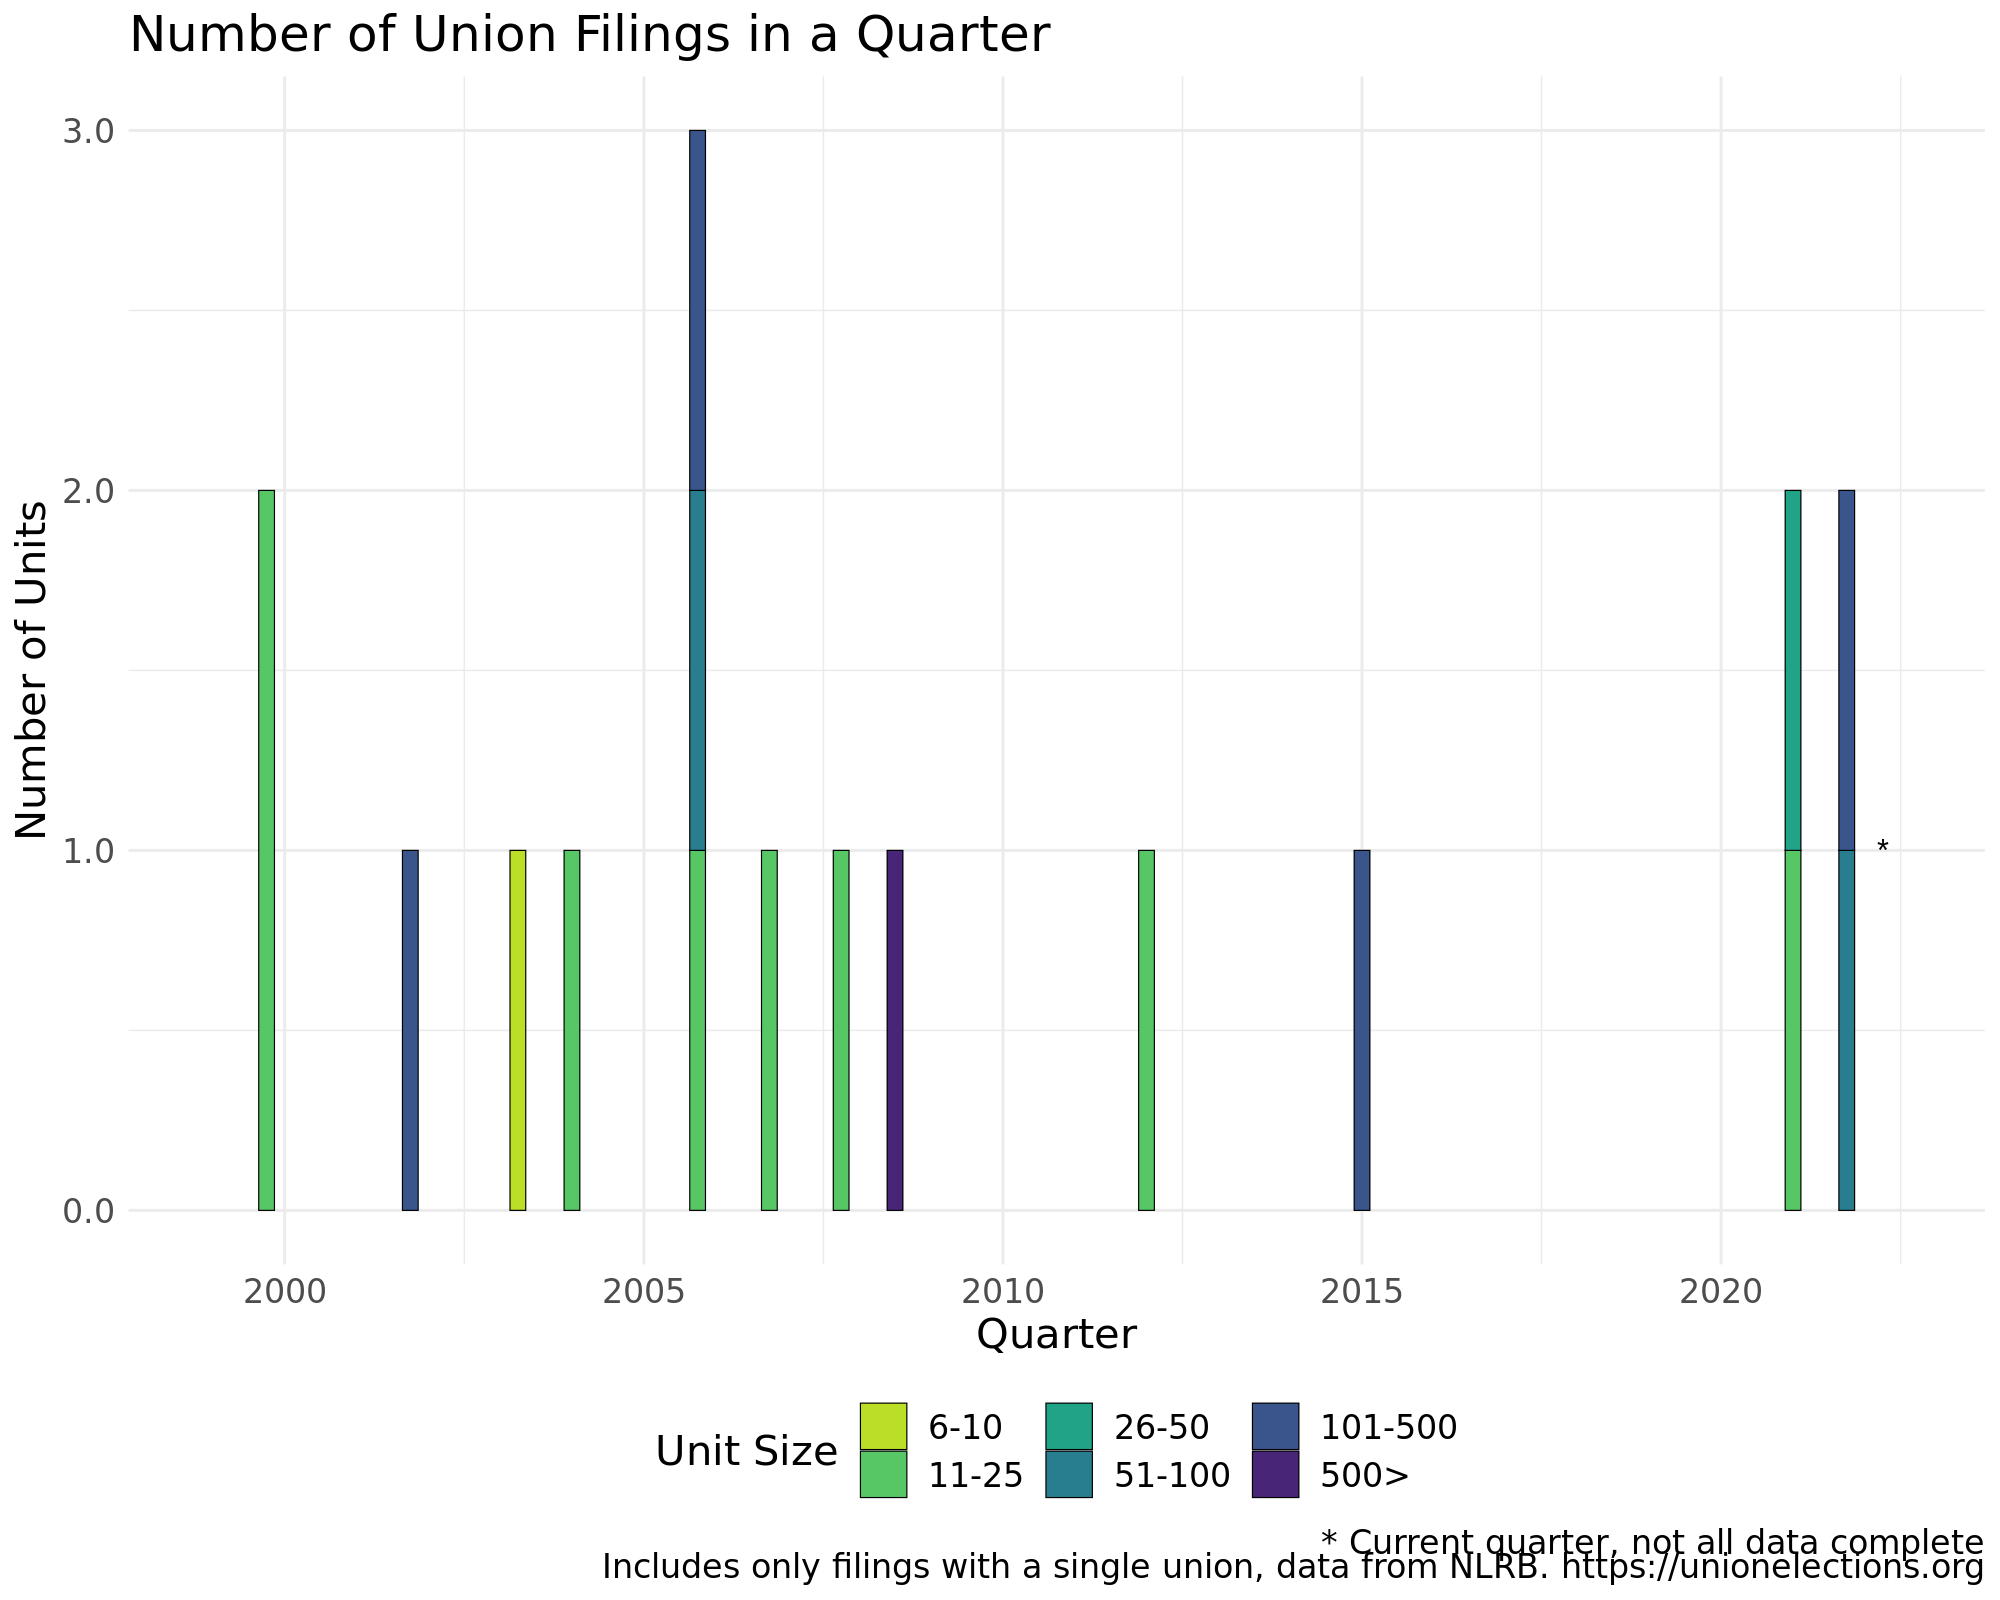 Number of Union Filings in a Quarter
Number of Units
3.0
2.0
1.0
0.0
*
2000 2005 2010 2015 2020
Quarter
Unit Size
6-10 26-50 101-500
11-25 51-100 500>
* Current quarter, not all data complete
Includes only filings with a single union, data from NLRB. https://unionelections.org